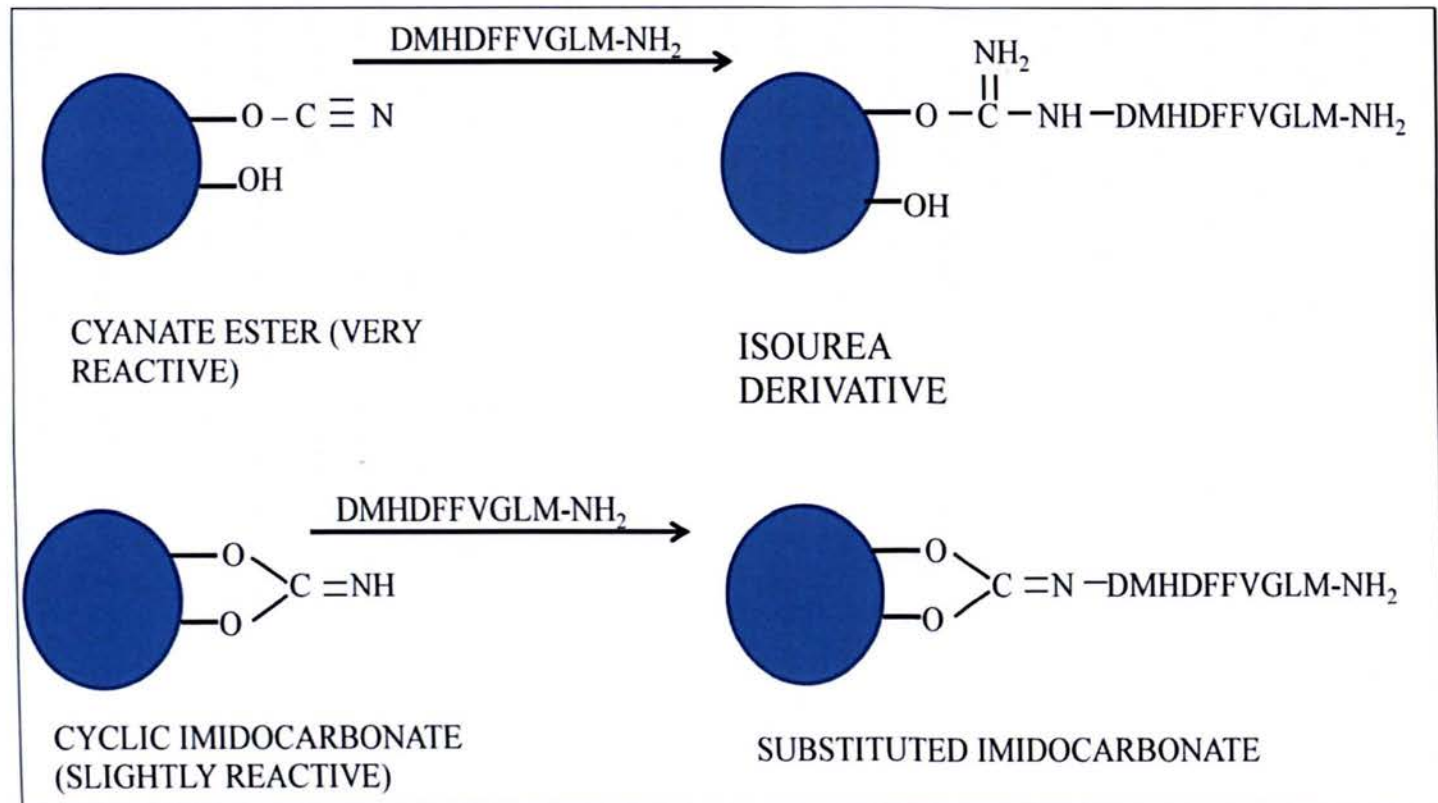 DMHDFFVGLM-NH₂
O – C ≡ N
OH
NH₂
O – C – NH – DMHDFFVGLM-NH₂
OH
CYANATE ESTER (VERY
REACTIVE)
ISOUREA
DERIVATIVE
DMHDFFVGLM-NH₂
O
C = NH
O
O
C = N – DMHDFFVGLM-NH₂
O
CYCLIC IMIDOCARBONATE
(SLIGHTLY REACTIVE)
SUBSTITUTED IMIDOCARBONATE